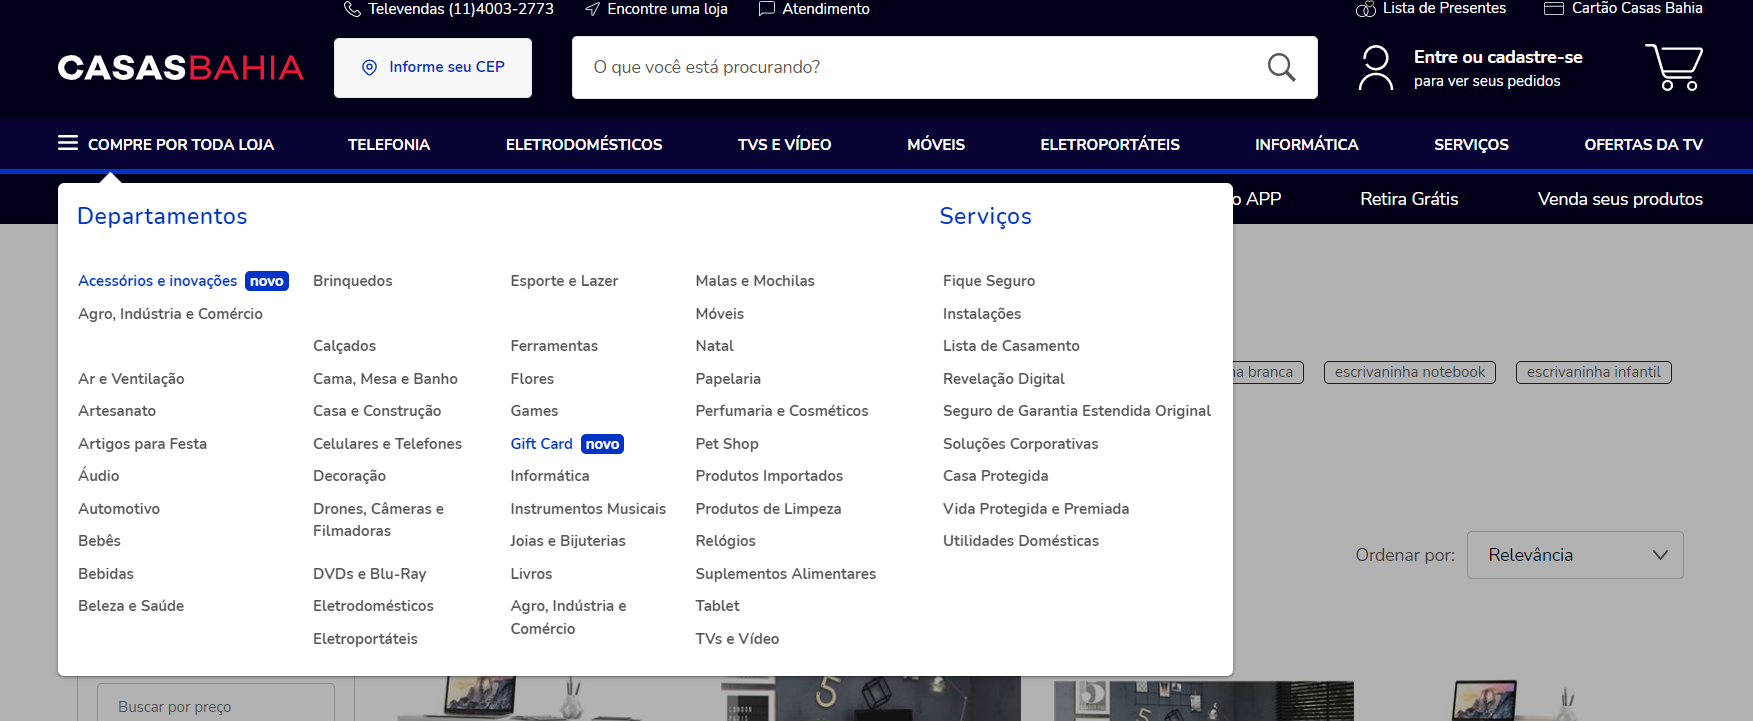 Televendas (11)4003-2773
Encontre uma loja
Atendimento
Lista de Presentes
Cartão Casas Bahia
CASASBAHIA
Informe seu CEP
O que você está procurando?
Entre ou cadastre-se
para ver seus pedidos
COMPRE POR TODA LOJA
TELEFONIA
ELETRODOMÉSTICOS
TVS E VÍDEO
MÓVEIS
ELETROPORTÁTEIS
INFORMÁTICA
SERVIÇOS
OFERTAS DA TV
o APP
Retira Grátis
Venda seus produtos
Departamentos
Acessórios e inovações novo
Agro, Indústria e Comércio
Ar e Ventilação
Artesanato
Artigos para Festa
Áudio
Automotivo
Bebês
Bebidas
Beleza e Saúde
Brinquedos
Calçados
Cama, Mesa e Banho
Casa e Construção
Celulares e Telefones
Decoração
Drones, Câmeras e
Filmadoras
DVDs e Blu-Ray
Eletrodomésticos
Eletroportáteis
Esporte e Lazer
Ferramentas
Flores
Games
Gift Card novo
Informática
Instrumentos Musicais
Joias e Bijuterias
Livros
Agro, Indústria e
Comércio
Malas e Mochilas
Móveis
Natal
Papelaria
Perfumaria e Cosméticos
Pet Shop
Produtos Importados
Produtos de Limpeza
Relógios
Suplementos Alimentares
Tablet
TVs e Vídeo
Serviços
Fique Seguro
Instalações
Lista de Casamento
Revelação Digital
Seguro de Garantia Estendida Original
Soluções Corporativas
Casa Protegida
Vida Protegida e Premiada
Utilidades Domésticas
branca
escrivaninha notebook
escrivaninha infantil
Ordenar por:
Relevância
Buscar por preço
5
LONDON
5